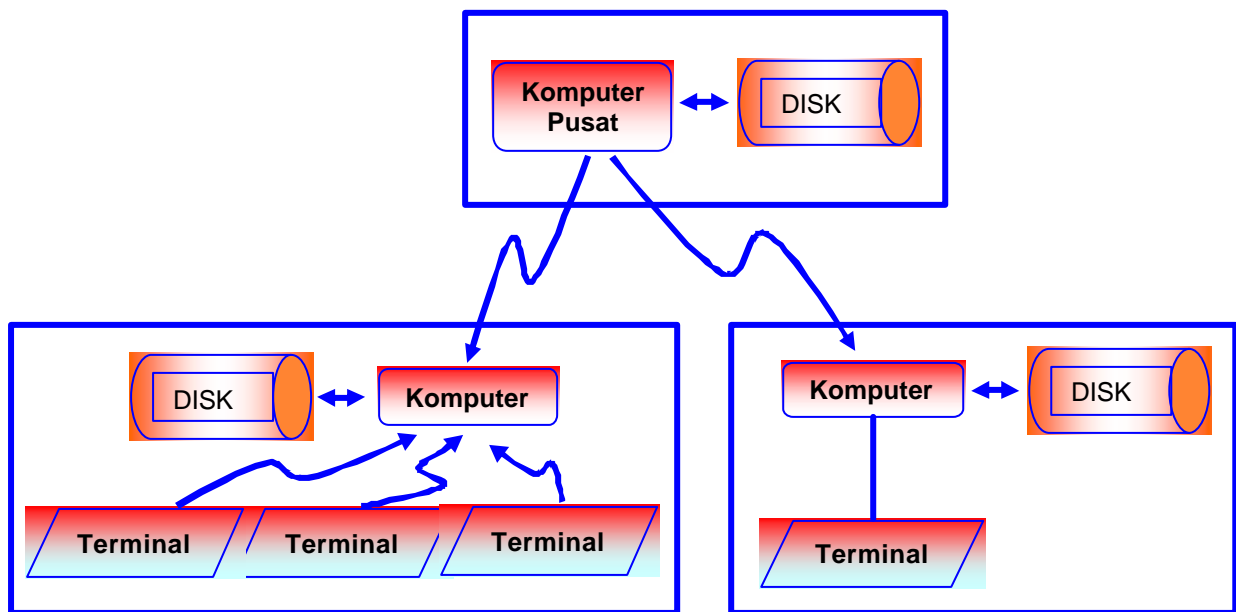 Komputer
Pusat
DISK
DISK
Komputer
Terminal
Terminal
Terminal
Komputer
DISK
Terminal